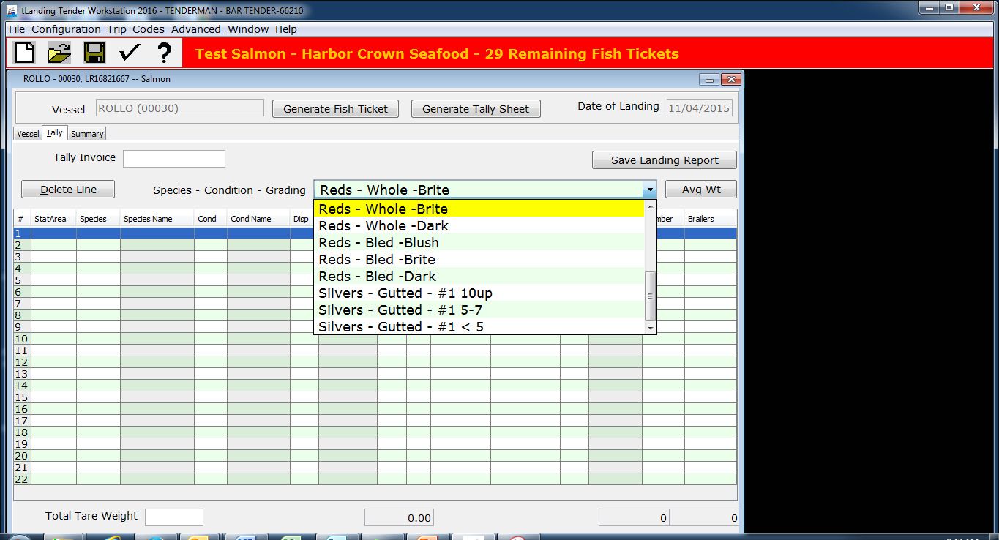 tLanding Tender Workstation 2016 - TENDERMAN - BAR TENDER-66210
File Configuration Trip Codes Advanced Window Help
Test Salmon - Harbor Crown Seafood - 29 Remaining Fish Tickets
ROLLO - 00030, LR16821667 -- Salmon
Vessel ROLLO (00030) Generate Fish Ticket Generate Tally Sheet Date of Landing 11/04/2015
Vessel Tally Summary
Tally Invoice Save Landing Report
Delete Line Species - Condition - Grading Reds - Whole -Brite Avg Wt
# StatArea Species Species Name Cond Cond Name Disp Brailers
Reds - Whole -Brite
Reds - Whole -Dark
Reds - Bled -Blush
Reds - Bled -Brite
Reds - Bled -Dark
Silvers - Gutted - #1 10up
Silvers - Gutted - #1 5-7
Silvers - Gutted - #1 < 5
1
2
3
4
5
6
7
8
9
10
11
12
13
14
15
16
17
18
19
20
21
22
Total Tare Weight 0.00 0 0